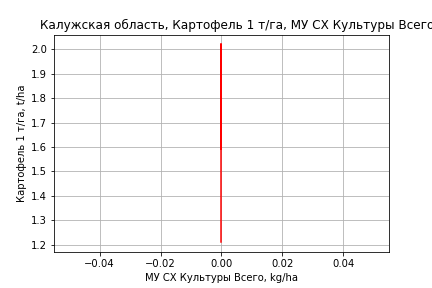 Калужская область, Картофель 1 т/га, МУ СХ Культуры Всего
2.0
1.9
1.8
1.7
1.6
1.5
1.4
1.3
1.2
Картофель 1 т/га, t/ha
−0.04 −0.02 0.00 0.02 0.04
МУ СХ Культуры Всего, kg/ha